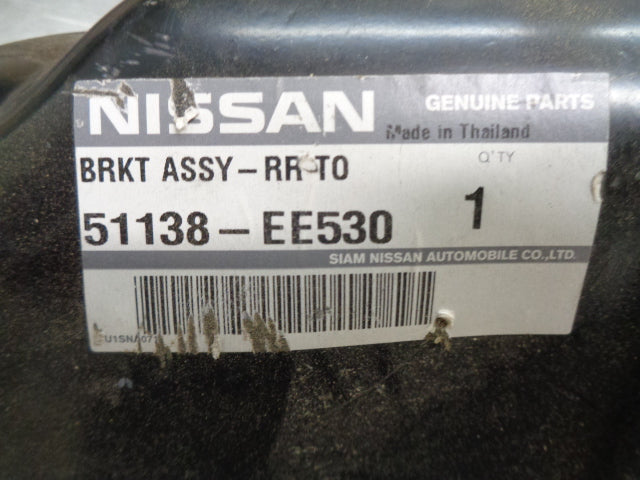 NISSAN GENUINE PARTS
Made in Thailand
BRKT ASSY-RR TO Q'TY
51138-EE530 1
SIAM NISSAN AUTOMOBILE CO.,LTD.